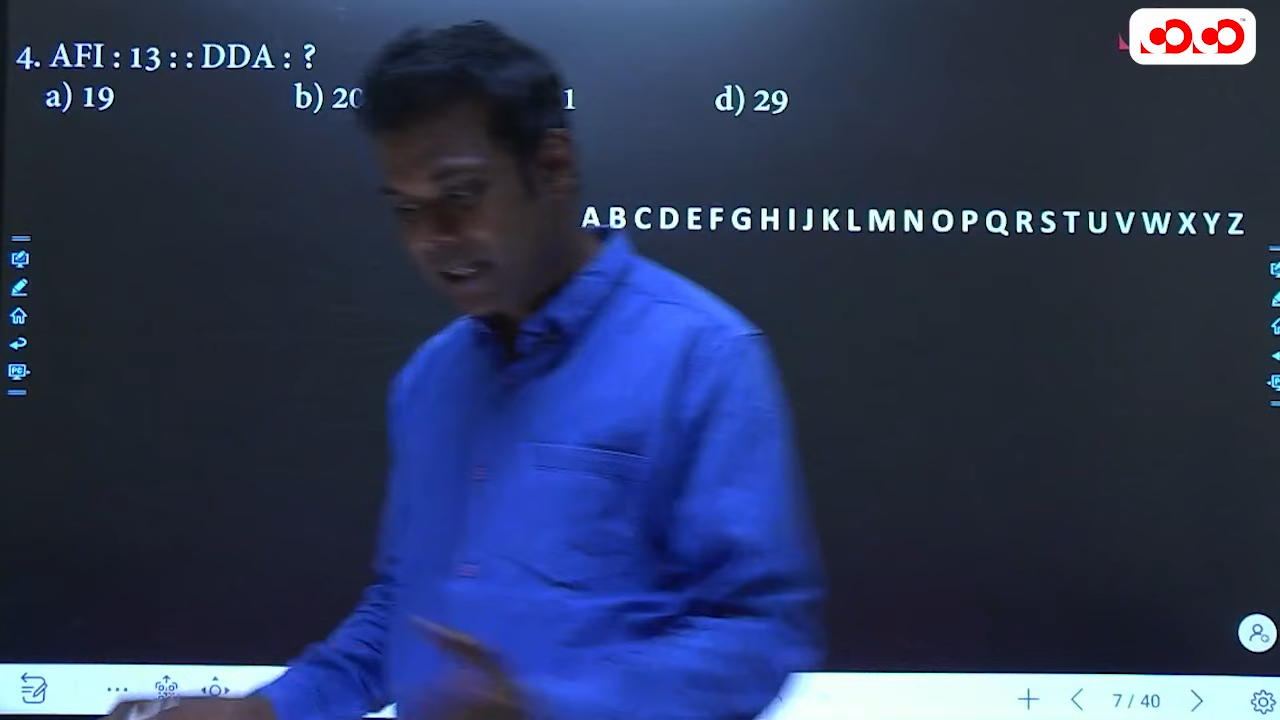 4. AFI : 13 : : DDA : ?
a) 19 b) 20 1 d) 29
A B C D E F G H I J K L M N O P Q R S T U V W X Y Z
7 / 40